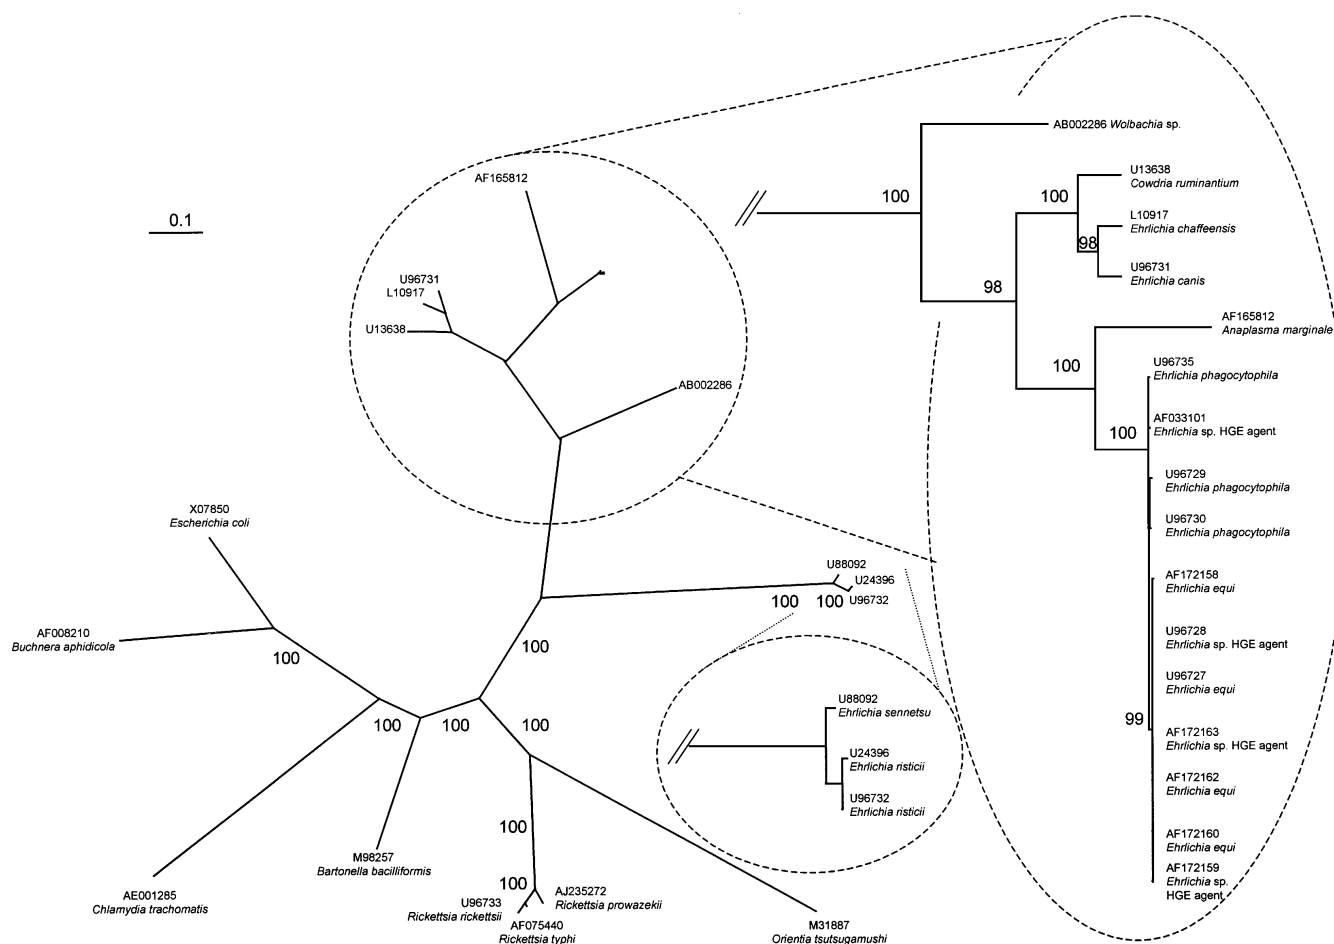 0.1
AF165812
U96731
L10917
U13638
AB002286
100
AB002286 Wolbachia sp.
100
U13638
Cowdria ruminantium
L10917
Ehrlichia chaffeensis
98
U96731
Ehrlichia canis
98
AF165812
Anaplasma marginale
100
U96735
Ehrlichia phagocytophila
AF033101
Ehrlichia sp. HGE agent
100
U96729
Ehrlichia phagocytophila
U96730
Ehrlichia phagocytophila
AF172158
Ehrlichia equi
U96728
Ehrlichia sp. HGE agent
U96727
Ehrlichia equi
99
AF172163
Ehrlichia sp. HGE agent
AF172162
Ehrlichia equi
AF172160
Ehrlichia equi
AF172159
Ehrlichia sp.
HGE agent
X07850
Escherichia coli
AF008210
Buchnera aphidicola
100
100
100
100
100
U88092
U24396
U96732
100
100
U88092
Ehrlichia sennetsu
U24396
Ehrlichia risticii
U96732
Ehrlichia risticii
AE001285
Chlamydia trachomatis
M98257
Bartonella bacilliformis
100
100
U96733
Rickettsia rickettsii
AJ235272
Rickettsia prowazekii
AF075440
Rickettsia typhi
M31887
Orientia tsutsugamushi